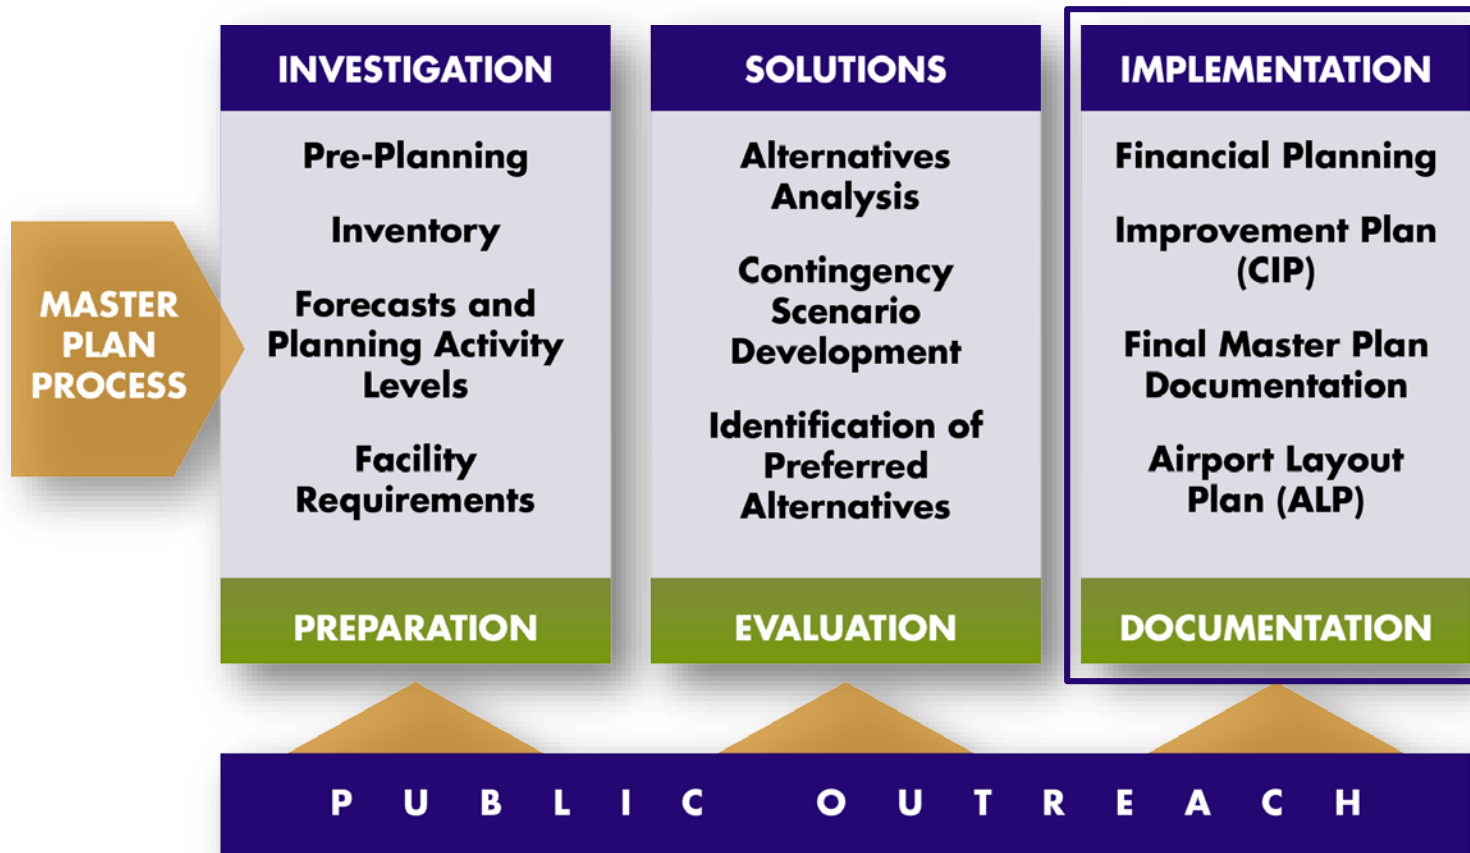 MASTER
PLAN
PROCESS
INVESTIGATION
Pre-Planning
Inventory
Forecasts and
Planning Activity
Levels
Facility
Requirements
PREPARATION
SOLUTIONS
Alternatives
Analysis
Contingency
Scenario
Development
Identification of
Preferred
Alternatives
EVALUATION
IMPLEMENTATION
Financial Planning
Improvement Plan
(CIP)
Final Master Plan
Documentation
Airport Layout
Plan (ALP)
DOCUMENTATION
PUBLIC OUTREACH